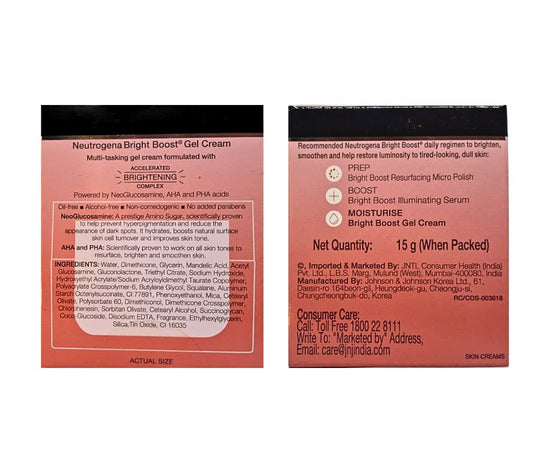 Neutrogena Bright Boost® Gel Cream
Multi-tasking gel cream formulated with
ACCELERATED
BRIGHTENING
COMPLEX
Powered by NeoGlucosamine, AHA and PHA acids
Oil-free ■ Alcohol-free ■ Non-comedogenic ■ No added parabens
NeoGlucosamine: A prestige Amino Sugar, scientifically proven
to help prevent hyperpigmentation and reduce the
appearance of dark spots. It hydrates, boosts natural surface
skin cell turnover and improves skin tone.
AHA and PHA: Scientifically proven to work on all skin tones to
resurface, brighten and smoothen skin.
INGREDIENTS: Water, Dimethicone, Glycerin, Mandelic Acid, Acetyl
Glucosamine, Gluconolactone, Triethyl Citrate, Sodium Hydroxide,
Hydroxyethyl Acrylate/Sodium Acryloyldimethyl Taurate Copolymer,
Polyacrylate Crosspolymer-6, Butylene Glycol, Squalane, Aluminum
Starch Octenylsuccinate, CI 77891, Phenoxyethanol, Mica, Cetearyl
Olivate, Polysorbate 60, Dimethiconol, Dimethicone Crosspolymer,
Chlorphenesin, Sorbitan Olivate, Cetearyl Alcohol, Succinoglycan,
Coco Glucoside, Disodium EDTA, Fragrance, Ethylhexylglycerin,
Silica, Tin Oxide, CI 16035
ACTUAL SIZE
Recommended Neutrogena Bright Boost® daily regimen to brighten,
smoothen and help restore luminosity to tired-looking, dull skin:
PREP
Bright Boost Resurfacing Micro Polish
BOOST
Bright Boost Illuminating Serum
MOISTURISE
Bright Boost Gel Cream
Net Quantity: 15 g (When Packed)
©, Imported & Marketed By: JNTL Consumer Health (India)
Pvt. Ltd., L.B.S. Marg, Mulund (West), Mumbai-400080, India
Manufactured By: Johnson & Johnson Korea Ltd., 61,
Daesin-ro 164beon-gil, Heungdeok-gu, Cheongju-si,
Chungcheongbuk-do, Korea
RC/COS-003618
Consumer Care:
Call: Toll Free 1800 22 8111
Write To: "Marketed by" Address,
Email: care@jnjindia.com
SKIN CREAMS